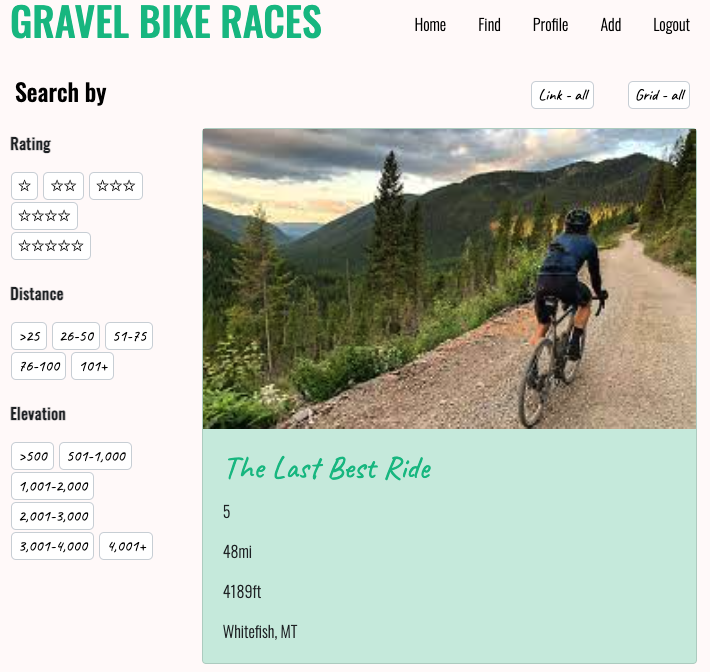 GRAVEL BIKE RACES
Home Find Profile Add Logout
Search by
Link - all Grid - all
Rating
☆ ☆☆ ☆☆☆
☆☆☆☆
☆☆☆☆☆
Distance
>25 26-50 51-75
76-100 101+
Elevation
>500 501-1,000
1,001-2,000
2,001-3,000
3,001-4,000 4,001+
The Last Best Ride
5
48mi
4189ft
Whitefish, MT